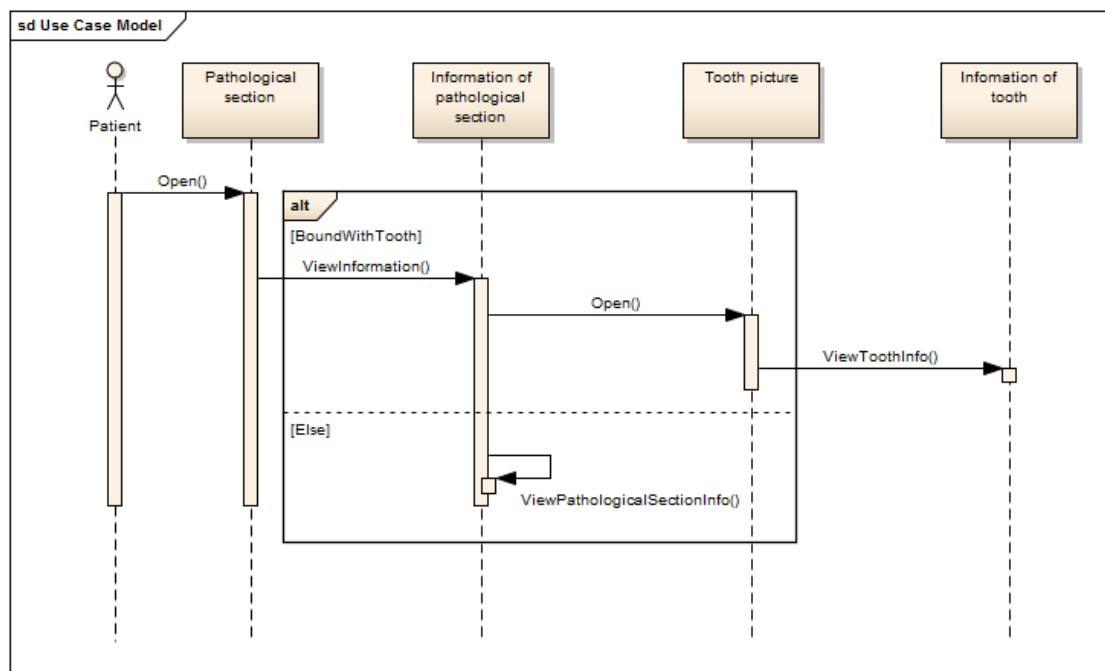 sd Use Case Model
Patient
Pathological
section
Information of
pathological
section
Tooth picture
Infomation of
tooth
Open()
alt
[BoundWithTooth]
ViewInformation()
Open()
ViewToothInfo()
[Else]
ViewPathologicalSectionInfo()